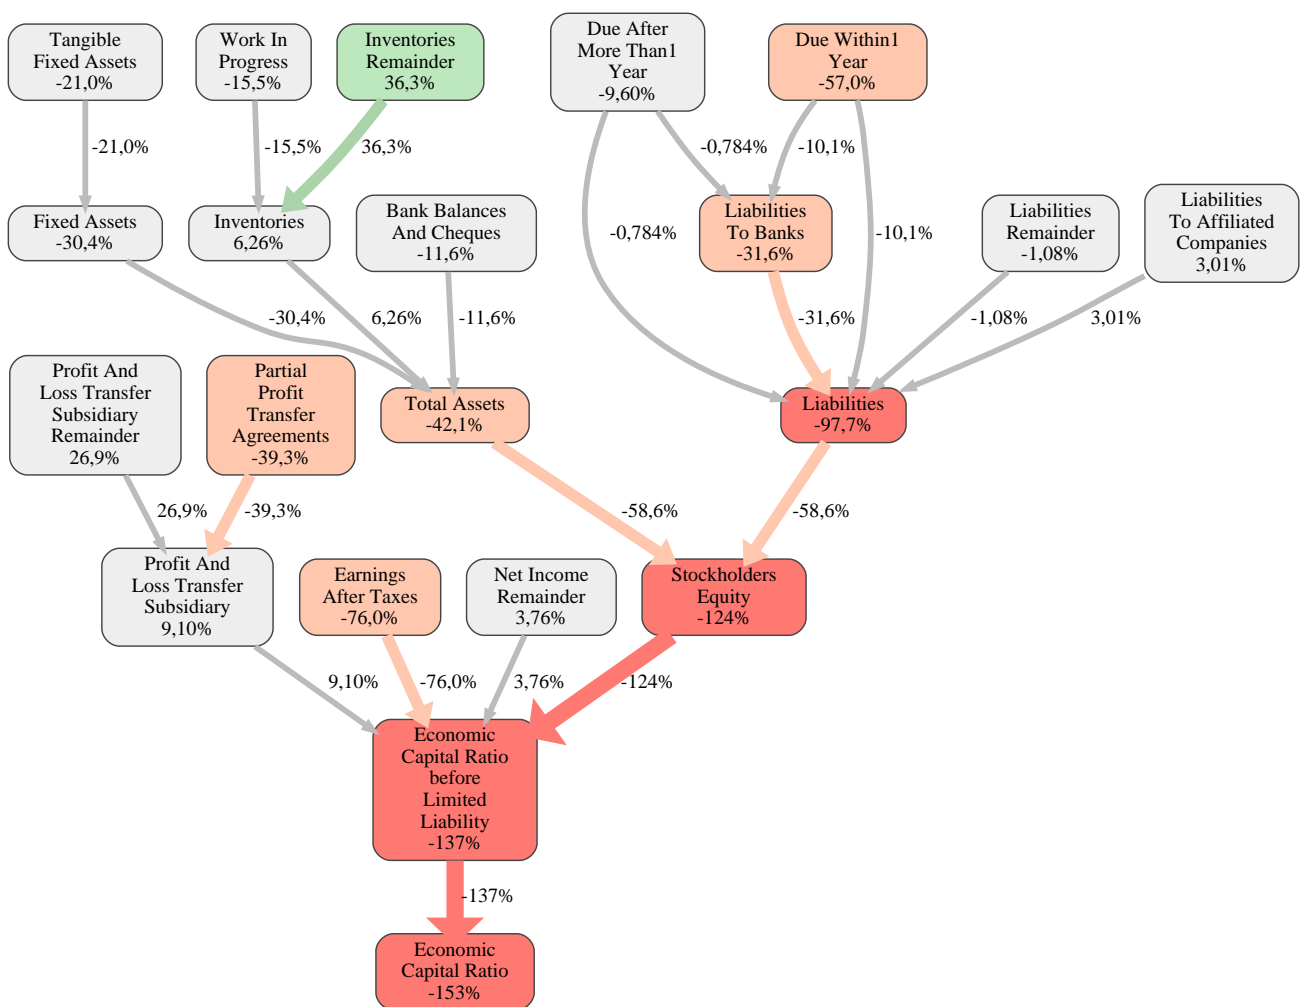 Tangible
Fixed Assets
-21,0%
Work In
Progress
-15,5%
Inventories
Remainder
36,3%
Due After
More Than1
Year
-9,60%
Due Within1
Year
-57,0%
-21,0%
-15,5%
36,3%
-0,784%
-10,1%
Fixed Assets
-30,4%
Inventories
6,26%
Bank Balances
And Cheques
-11,6%
-0,784%
Liabilities
To Banks
-31,6%
-10,1%
Liabilities
Remainder
-1,08%
Liabilities
To Affiliated
Companies
3,01%
-30,4%
6,26%
-11,6%
-31,6%
-1,08%
3,01%
Profit And
Loss Transfer
Subsidiary
Remainder
26,9%
Partial
Profit
Transfer
Agreements
-39,3%
Total Assets
-42,1%
Liabilities
-97,7%
26,9%
-39,3%
-58,6%
-58,6%
Profit And
Loss Transfer
Subsidiary
9,10%
Earnings
After Taxes
-76,0%
Net Income
Remainder
3,76%
Stockholders
Equity
-124%
9,10%
-76,0%
3,76%
-124%
Economic
Capital Ratio
before
Limited
Liability
-137%
-137%
Economic
Capital Ratio
-153%